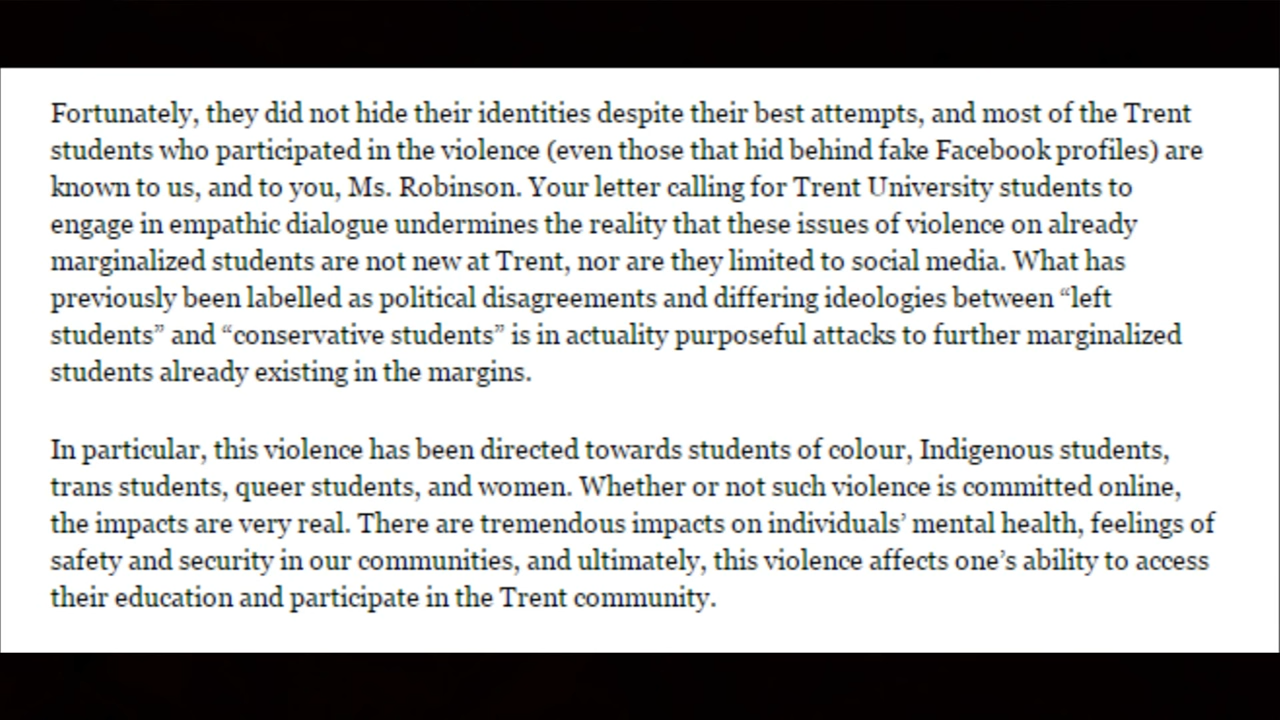 Fortunately, they did not hide their identities despite their best attempts, and most of the Trent
students who participated in the violence (even those that hid behind fake Facebook profiles) are
known to us, and to you, Ms. Robinson. Your letter calling for Trent University students to
engage in empathic dialogue undermines the reality that these issues of violence on already
marginalized students are not new at Trent, nor are they limited to social media. What has
previously been labelled as political disagreements and differing ideologies between “left
students” and “conservative students” is in actuality purposeful attacks to further marginalized
students already existing in the margins.
In particular, this violence has been directed towards students of colour, Indigenous students,
trans students, queer students, and women. Whether or not such violence is committed online,
the impacts are very real. There are tremendous impacts on individuals’ mental health, feelings of
safety and security in our communities, and ultimately, this violence affects one’s ability to access
their education and participate in the Trent community.